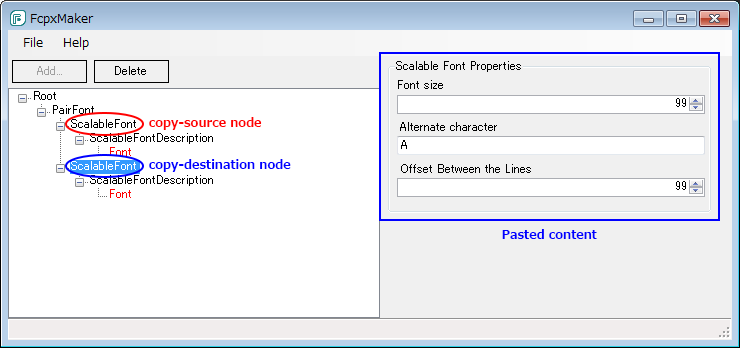 FcpxMaker
File Help
Add... Delete
Root
PairFont
ScalableFont copy-source node
ScalableFontDescription
Font
ScalableFont copy-destination node
ScalableFontDescription
Font
Scalable Font Properties
Font size
99
Alternate character
A
Offset Between the Lines
99
Pasted content